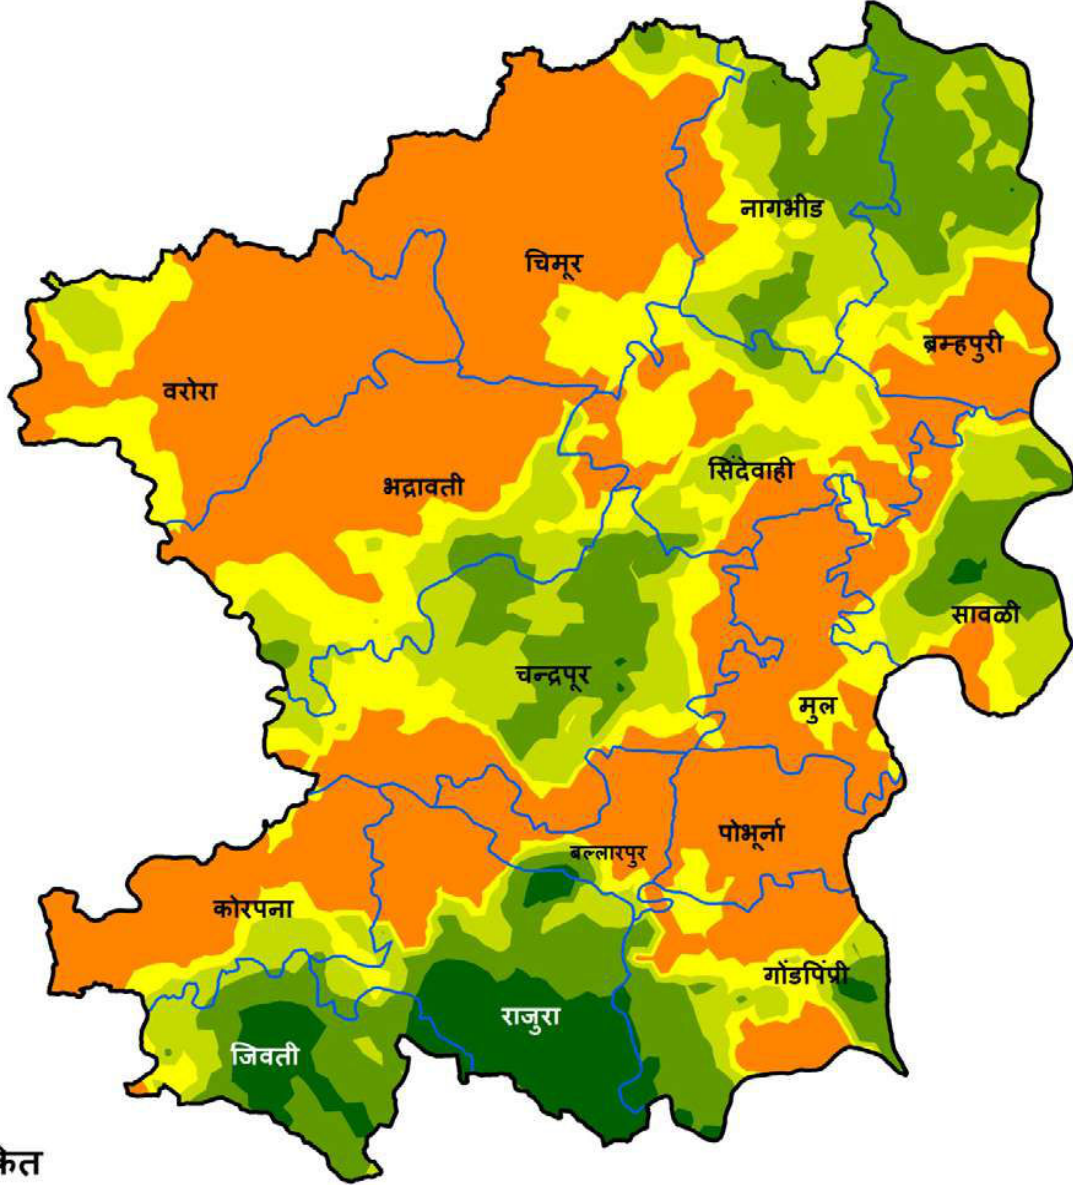 नागभीड
चिमूर
ब्रम्हपुरी
वरोरा
सिंदेवाही
भद्रावती
सावळी
चन्द्रपूर
मुल
पोभूर्ना
बल्लारपुर
कोरपना
गोंडपिंप्री
राजुरा
जिवती